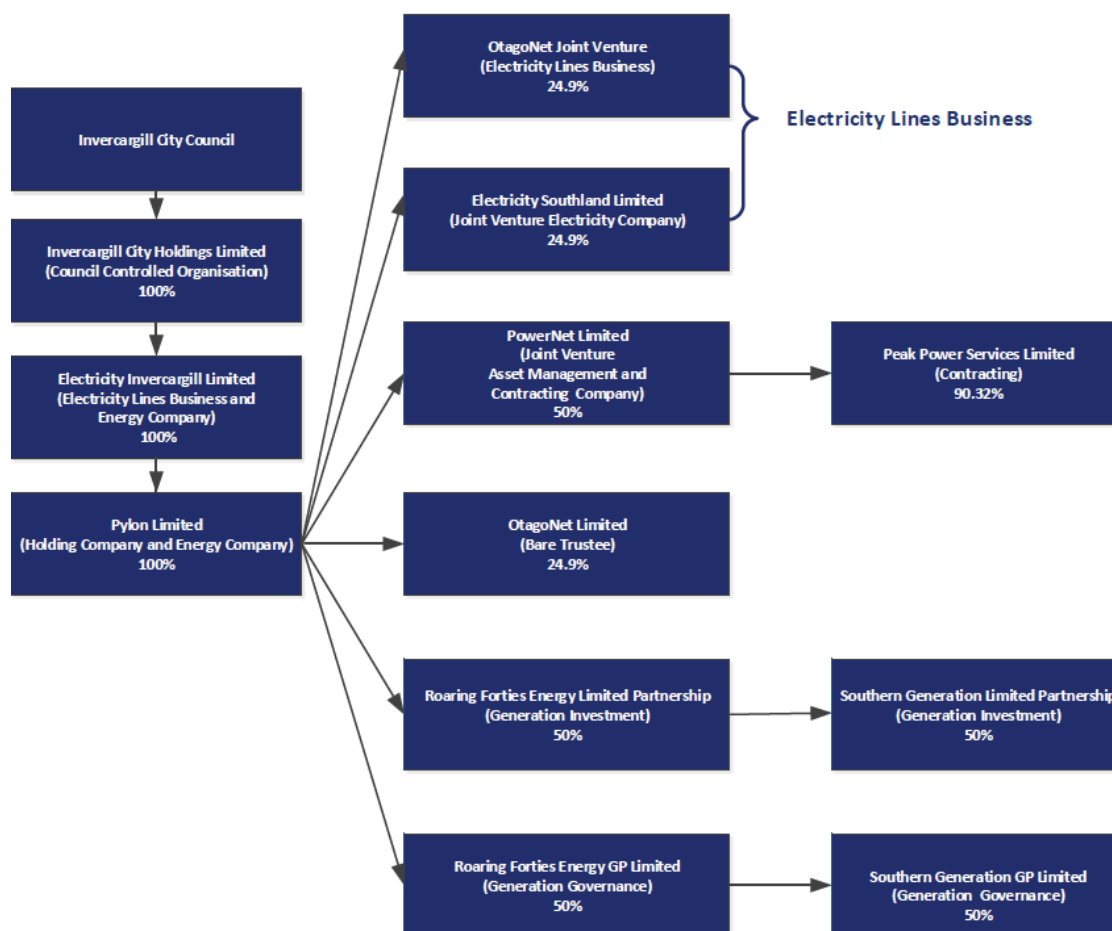 Invercargill City Council
Invercargill City Holdings Limited
(Council Controlled Organisation)
100%
Electricity Invercargill Limited
(Electricity Lines Business and
Energy Company)
100%
Pylon Limited
(Holding Company and Energy Company)
100%
OtagoNet Joint Venture
(Electricity Lines Business)
24.9%
Electricity Southland Limited
(Joint Venture Electricity Company)
24.9%
Electricity Lines Business
PowerNet Limited
(Joint Venture
Asset Management and
Contracting Company)
50%
Peak Power Services Limited
(Contracting)
90.32%
OtagoNet Limited
(Bare Trustee)
24.9%
Roaring Forties Energy Limited Partnership
(Generation Investment)
50%
Southern Generation Limited Partnership
(Generation Investment)
50%
Roaring Forties Energy GP Limited
(Generation Governance)
50%
Southern Generation GP Limited
(Generation Governance)
50%